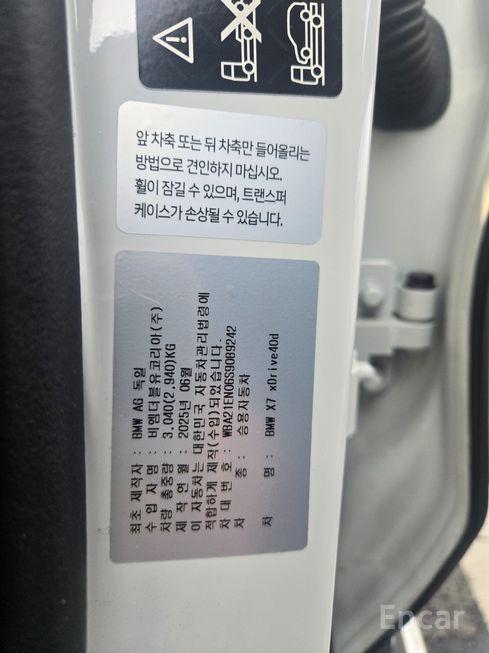 앞 차축 또는 뒤 차축만 들어올리는
방법으로 견인하지 마십시오.
휠이 잠길 수 있으며, 트랜스퍼
케이스가 손상될 수 있습니다.
최초 제작자 : BMW AG 독일
수 입 자 명 : 비엠더블유코리아(주)
차량 총중량 : 3,040(2,940)KG
제 작 연 월 : 2025년 06월
이 자동차는 대한민국 자동차관리법령에
적합하게 제작(수입)되었습니다.
차 대 번 호 : WBA21EN06S9089242
차 종 : 승용자동차
차 명 : BMW X7 xDrive40d
Encar